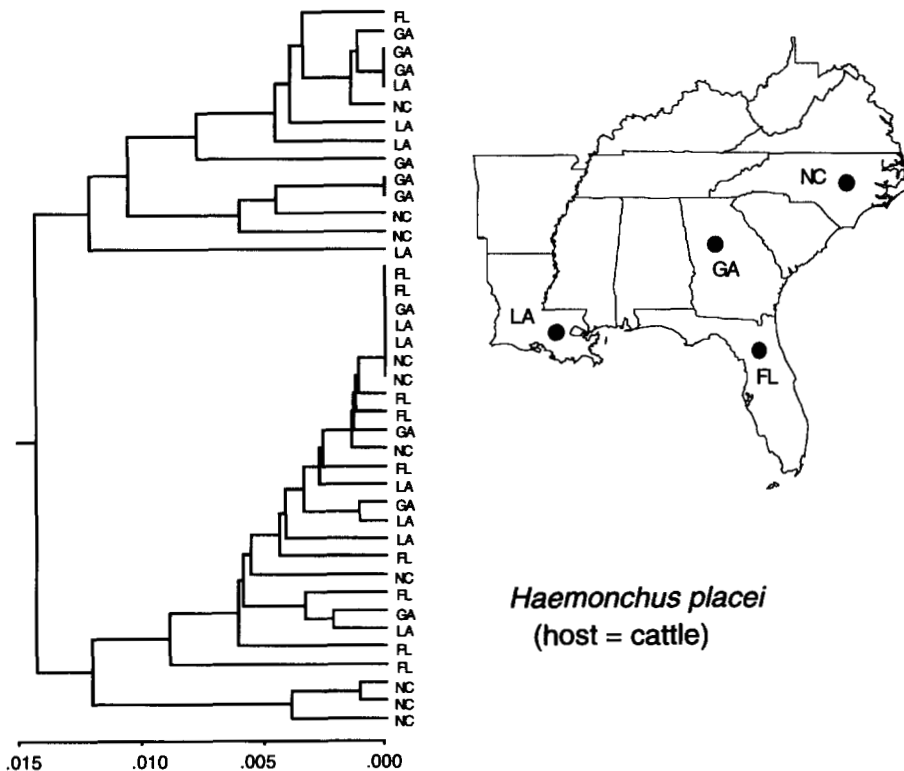 FL
GA
GA
GA
LA
NC
LA
LA
GA
GA
GA
NC
NC
LA
FL
FL
GA
LA
LA
NC
NC
FL
FL
GA
NC
FL
LA
GA
LA
LA
FL
NC
FL
GA
LA
FL
FL
NC
NC
NC
.015 .010 .005 .000
NC
GA
LA
FL
Haemonchus placei
(host = cattle)